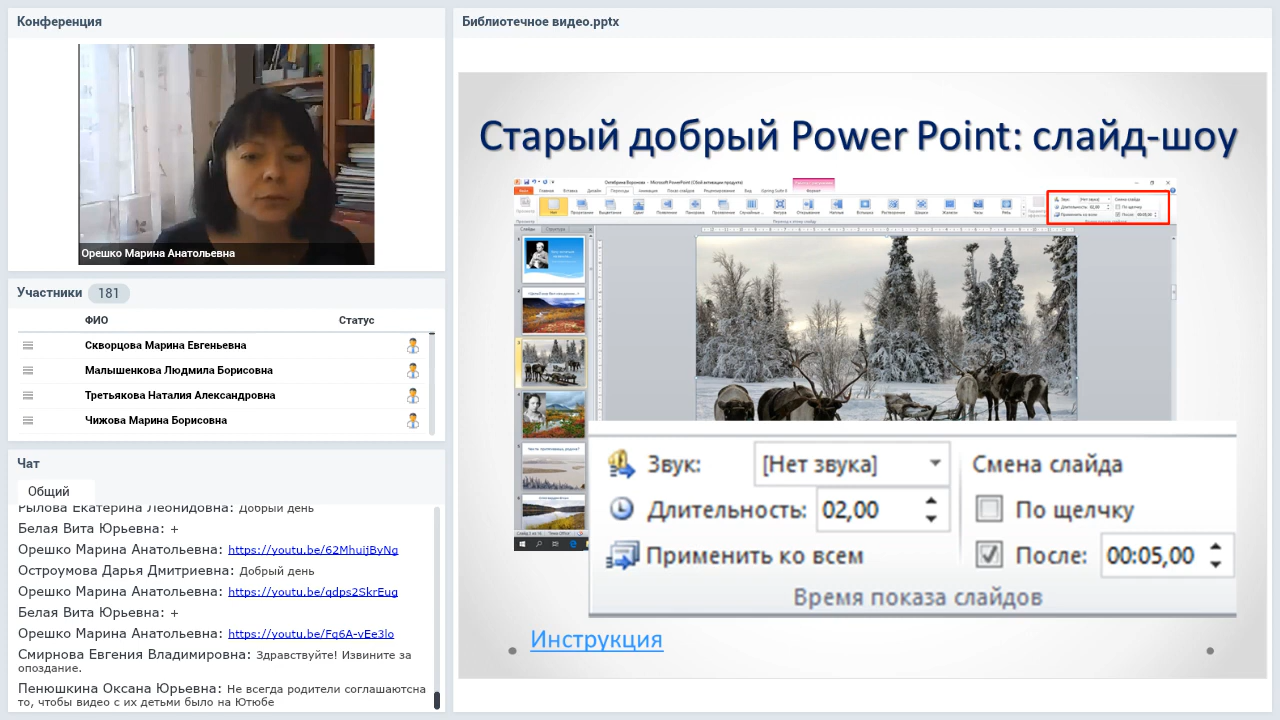 Конференция
Орешко Марина Анатольевна
Участники 181
ФИО Статус
Скворцова Марина Евгеньевна
Малышенкова Людмила Борисовна
Третьякова Наталия Александровна
Чижова Марина Борисовна
Чат
Общий
Рылова Екатерина Леонидовна: Добрый день
Белая Вита Юрьевна: +
Орешко Марина Анатольевна: https://youtu.be/62MhuijByNg
Остроумова Дарья Дмитриевна: Добрый день
Орешко Марина Анатольевна: https://youtu.be/qdps2SkrEug
Белая Вита Юрьевна: +
Орешко Марина Анатольевна: https://youtu.be/Fq6A-vEe3lo
Смирнова Евгения Владимировна: Здравствуйте! Извините за
опоздание.
Пенюшкина Оксана Юрьевна: Не всегда родители соглашаютсна
то, чтобы видео с их детьми было на Ютюбе
Библиотечное видео.pptx
Старый добрый Power Point: слайд-шоу
Звук: [Нет звука] Смена слайда
Длительность: 02,00 По щелчку
Применить ко всем После: 00:05,00
Время показа слайдов
Инструкция